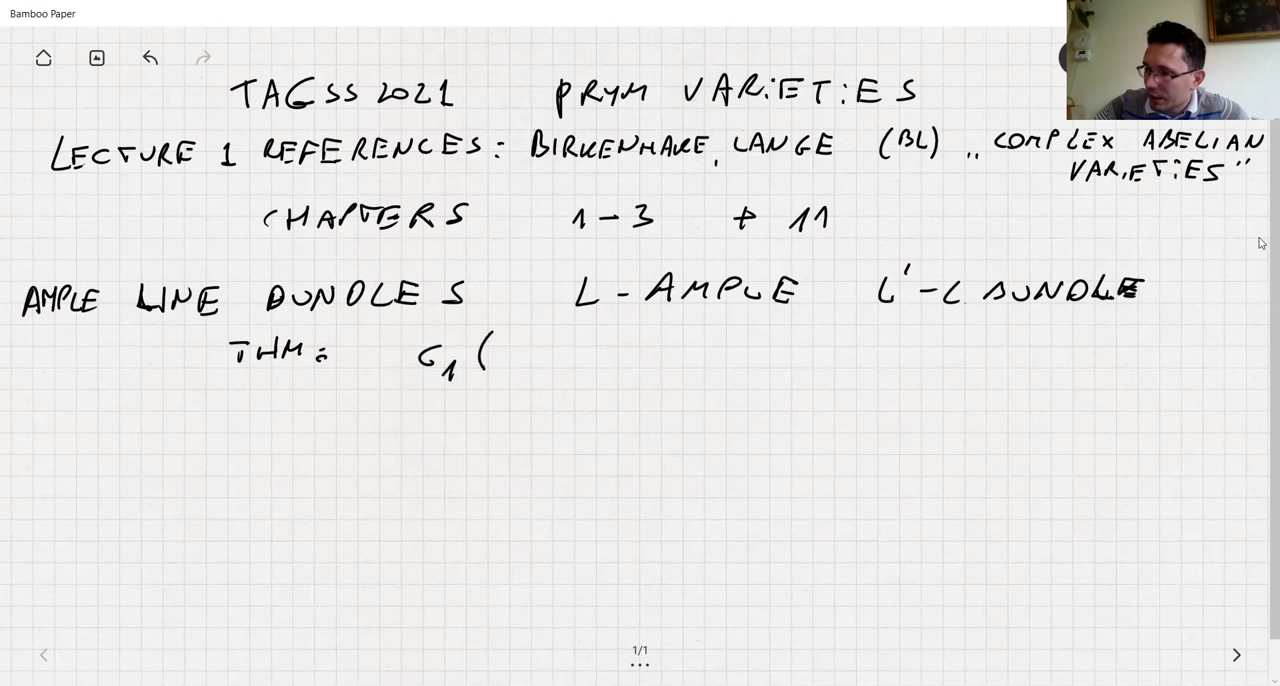 Bamboo Paper
TAGSS 2021 PRYM VARiETiES
LECTURE 1 REFERENCES: BIRKENHAKE, LANGE (BL) „COMPLEX ABELIAN
VARiETiES"
CHAPTERS 1-3 + 11
AMPLE LINE BUNDLES L - AMPLE L' - L BUNDLE
THM: c₁(
1/1